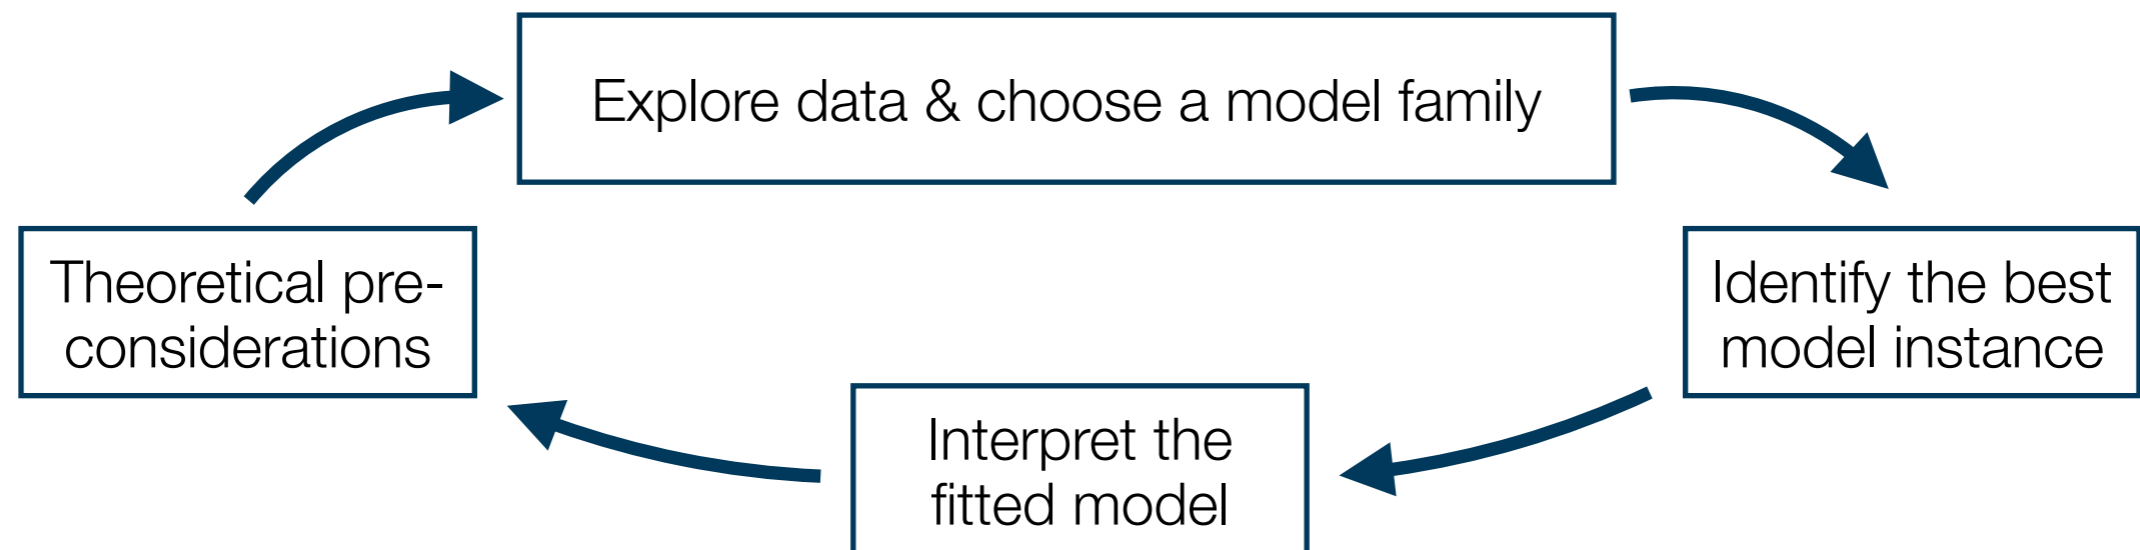 Explore data & choose a model family
Theoretical pre-
considerations
Identify the best
model instance
Interpret the
fitted model